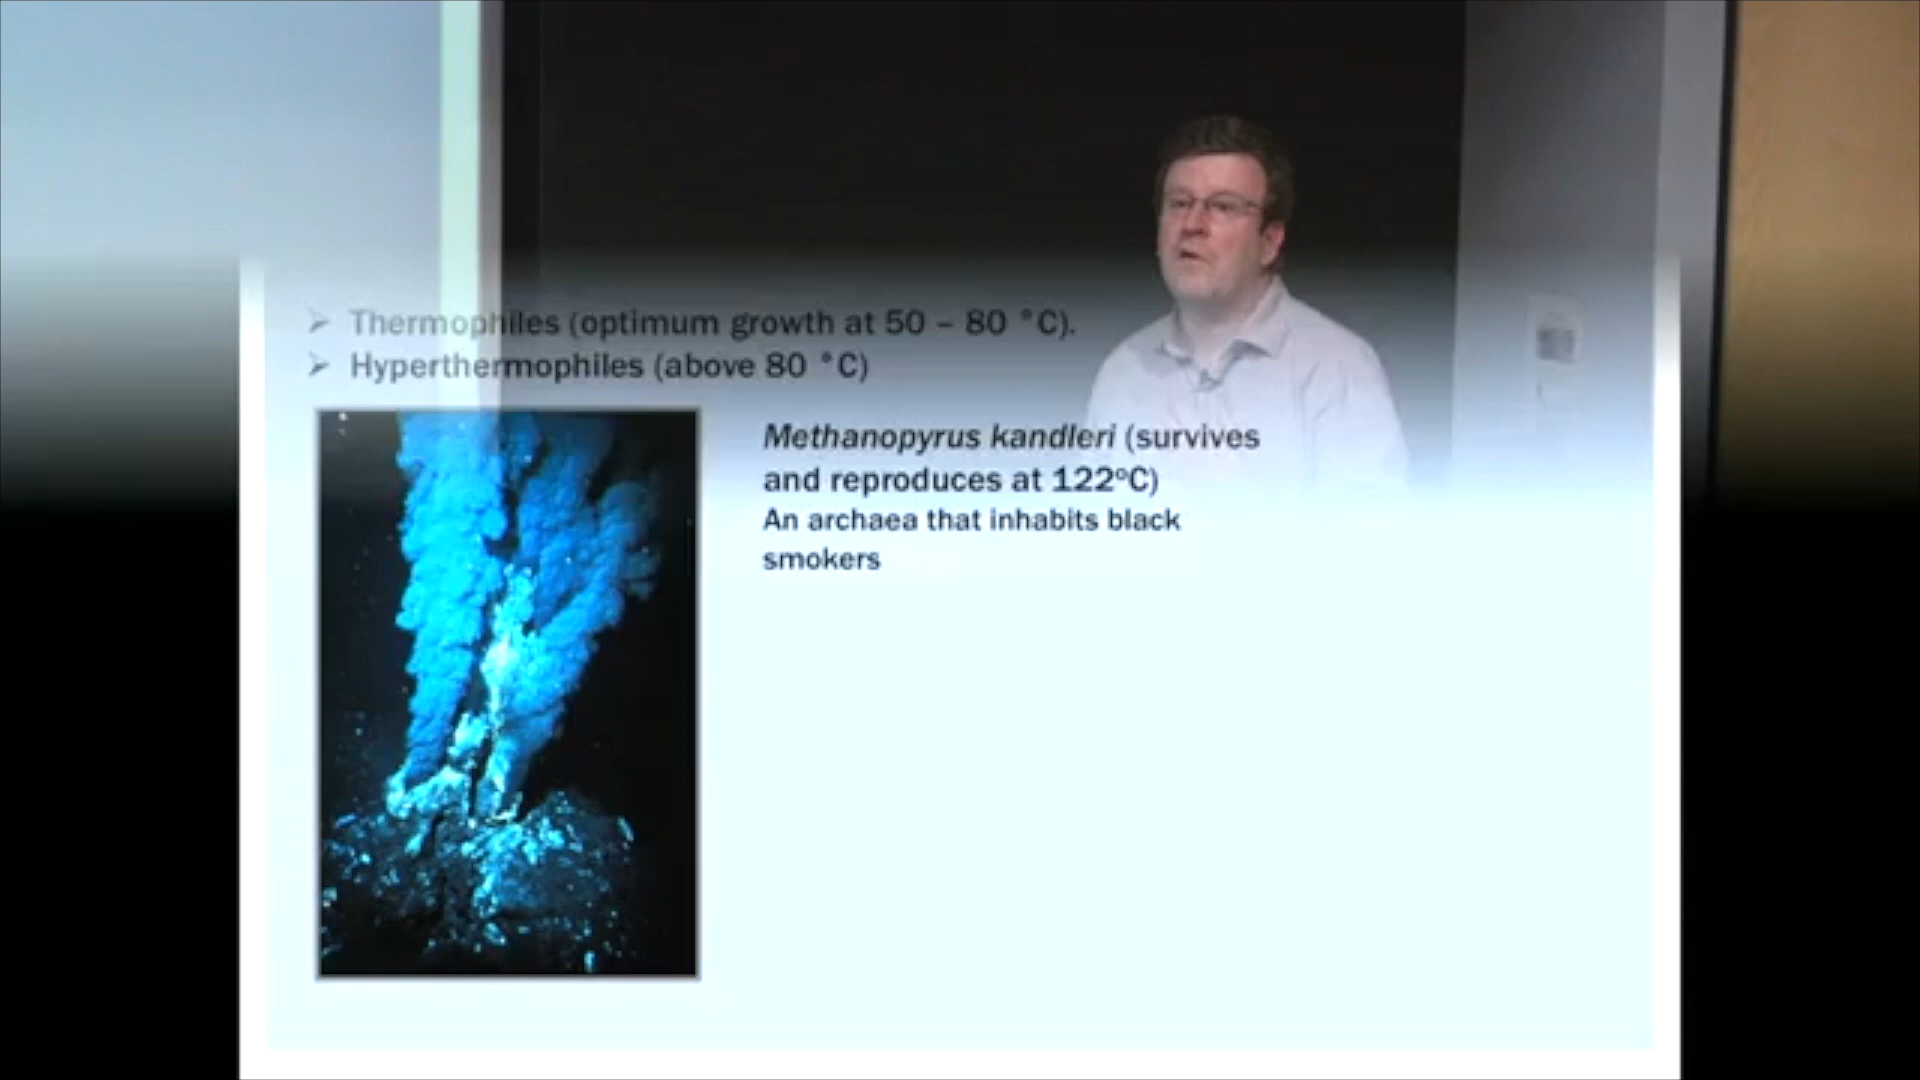 ➢ Thermophiles (optimum growth at 50 – 80 °C).
➢ Hyperthermophiles (above 80 °C)
Methanopyrus kandleri (survives
and reproduces at 122ºC)
An archaea that inhabits black
smokers